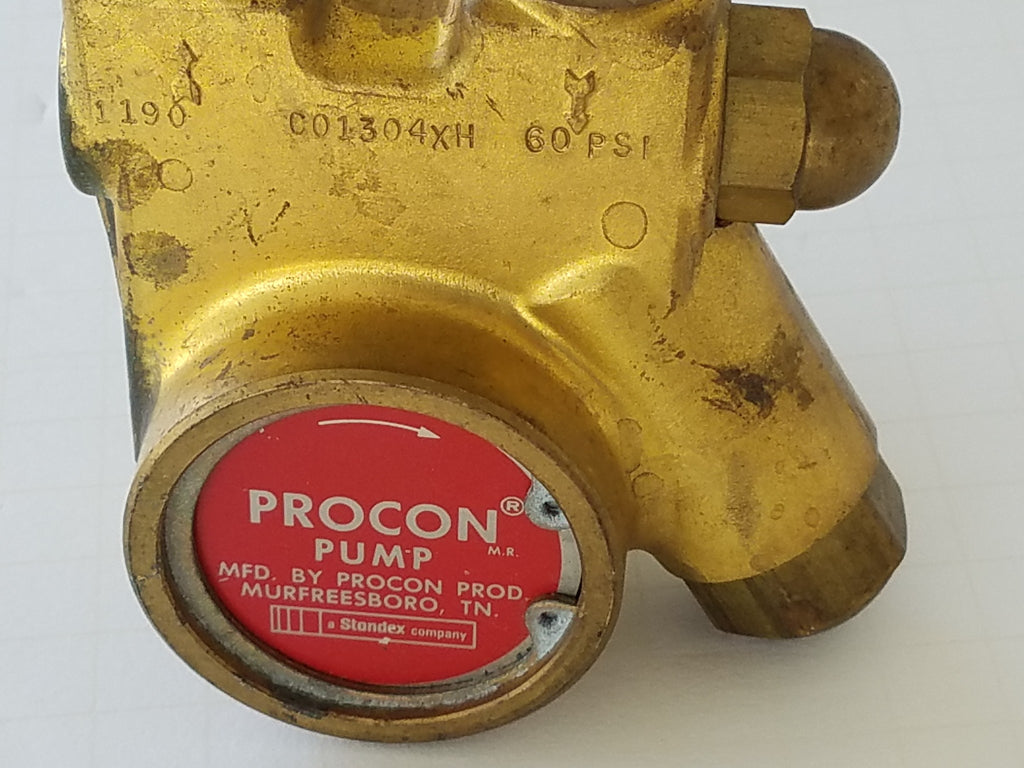 1190 C01304XH 60 PSI
PROCON®
PUMP M.R.
MFD. BY PROCON PROD.
MURFREESBORO, TN.
a Standex company